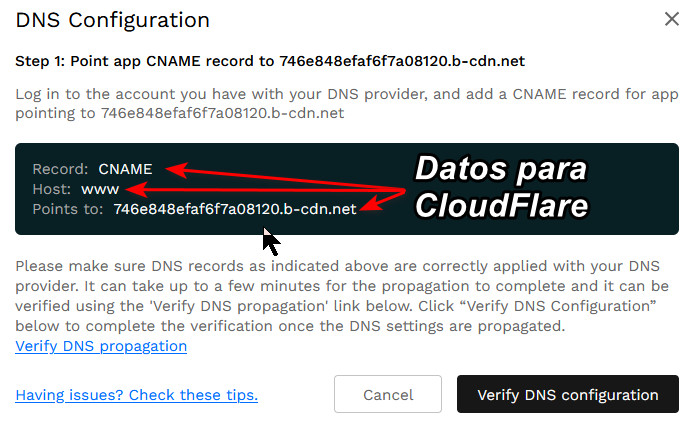 DNS Configuration
Step 1: Point app CNAME record to 746e848efaf6f7a08120.b-cdn.net
Log in to the account you have with your DNS provider, and add a CNAME record for app
pointing to 746e848efaf6f7a08120.b-cdn.net
Record: CNAME
Host: www
Points to: 746e848efaf6f7a08120.b-cdn.net
Datos para
CloudFlare
Please make sure DNS records as indicated above are correctly applied with your DNS
provider. It can take up to a few minutes for the propagation to complete and it can be
verified using the 'Verify DNS propagation' link below. Click “Verify DNS Configuration”
below to complete the verification once the DNS settings are propagated.
Verify DNS propagation
Having issues? Check these tips.
Cancel
Verify DNS configuration